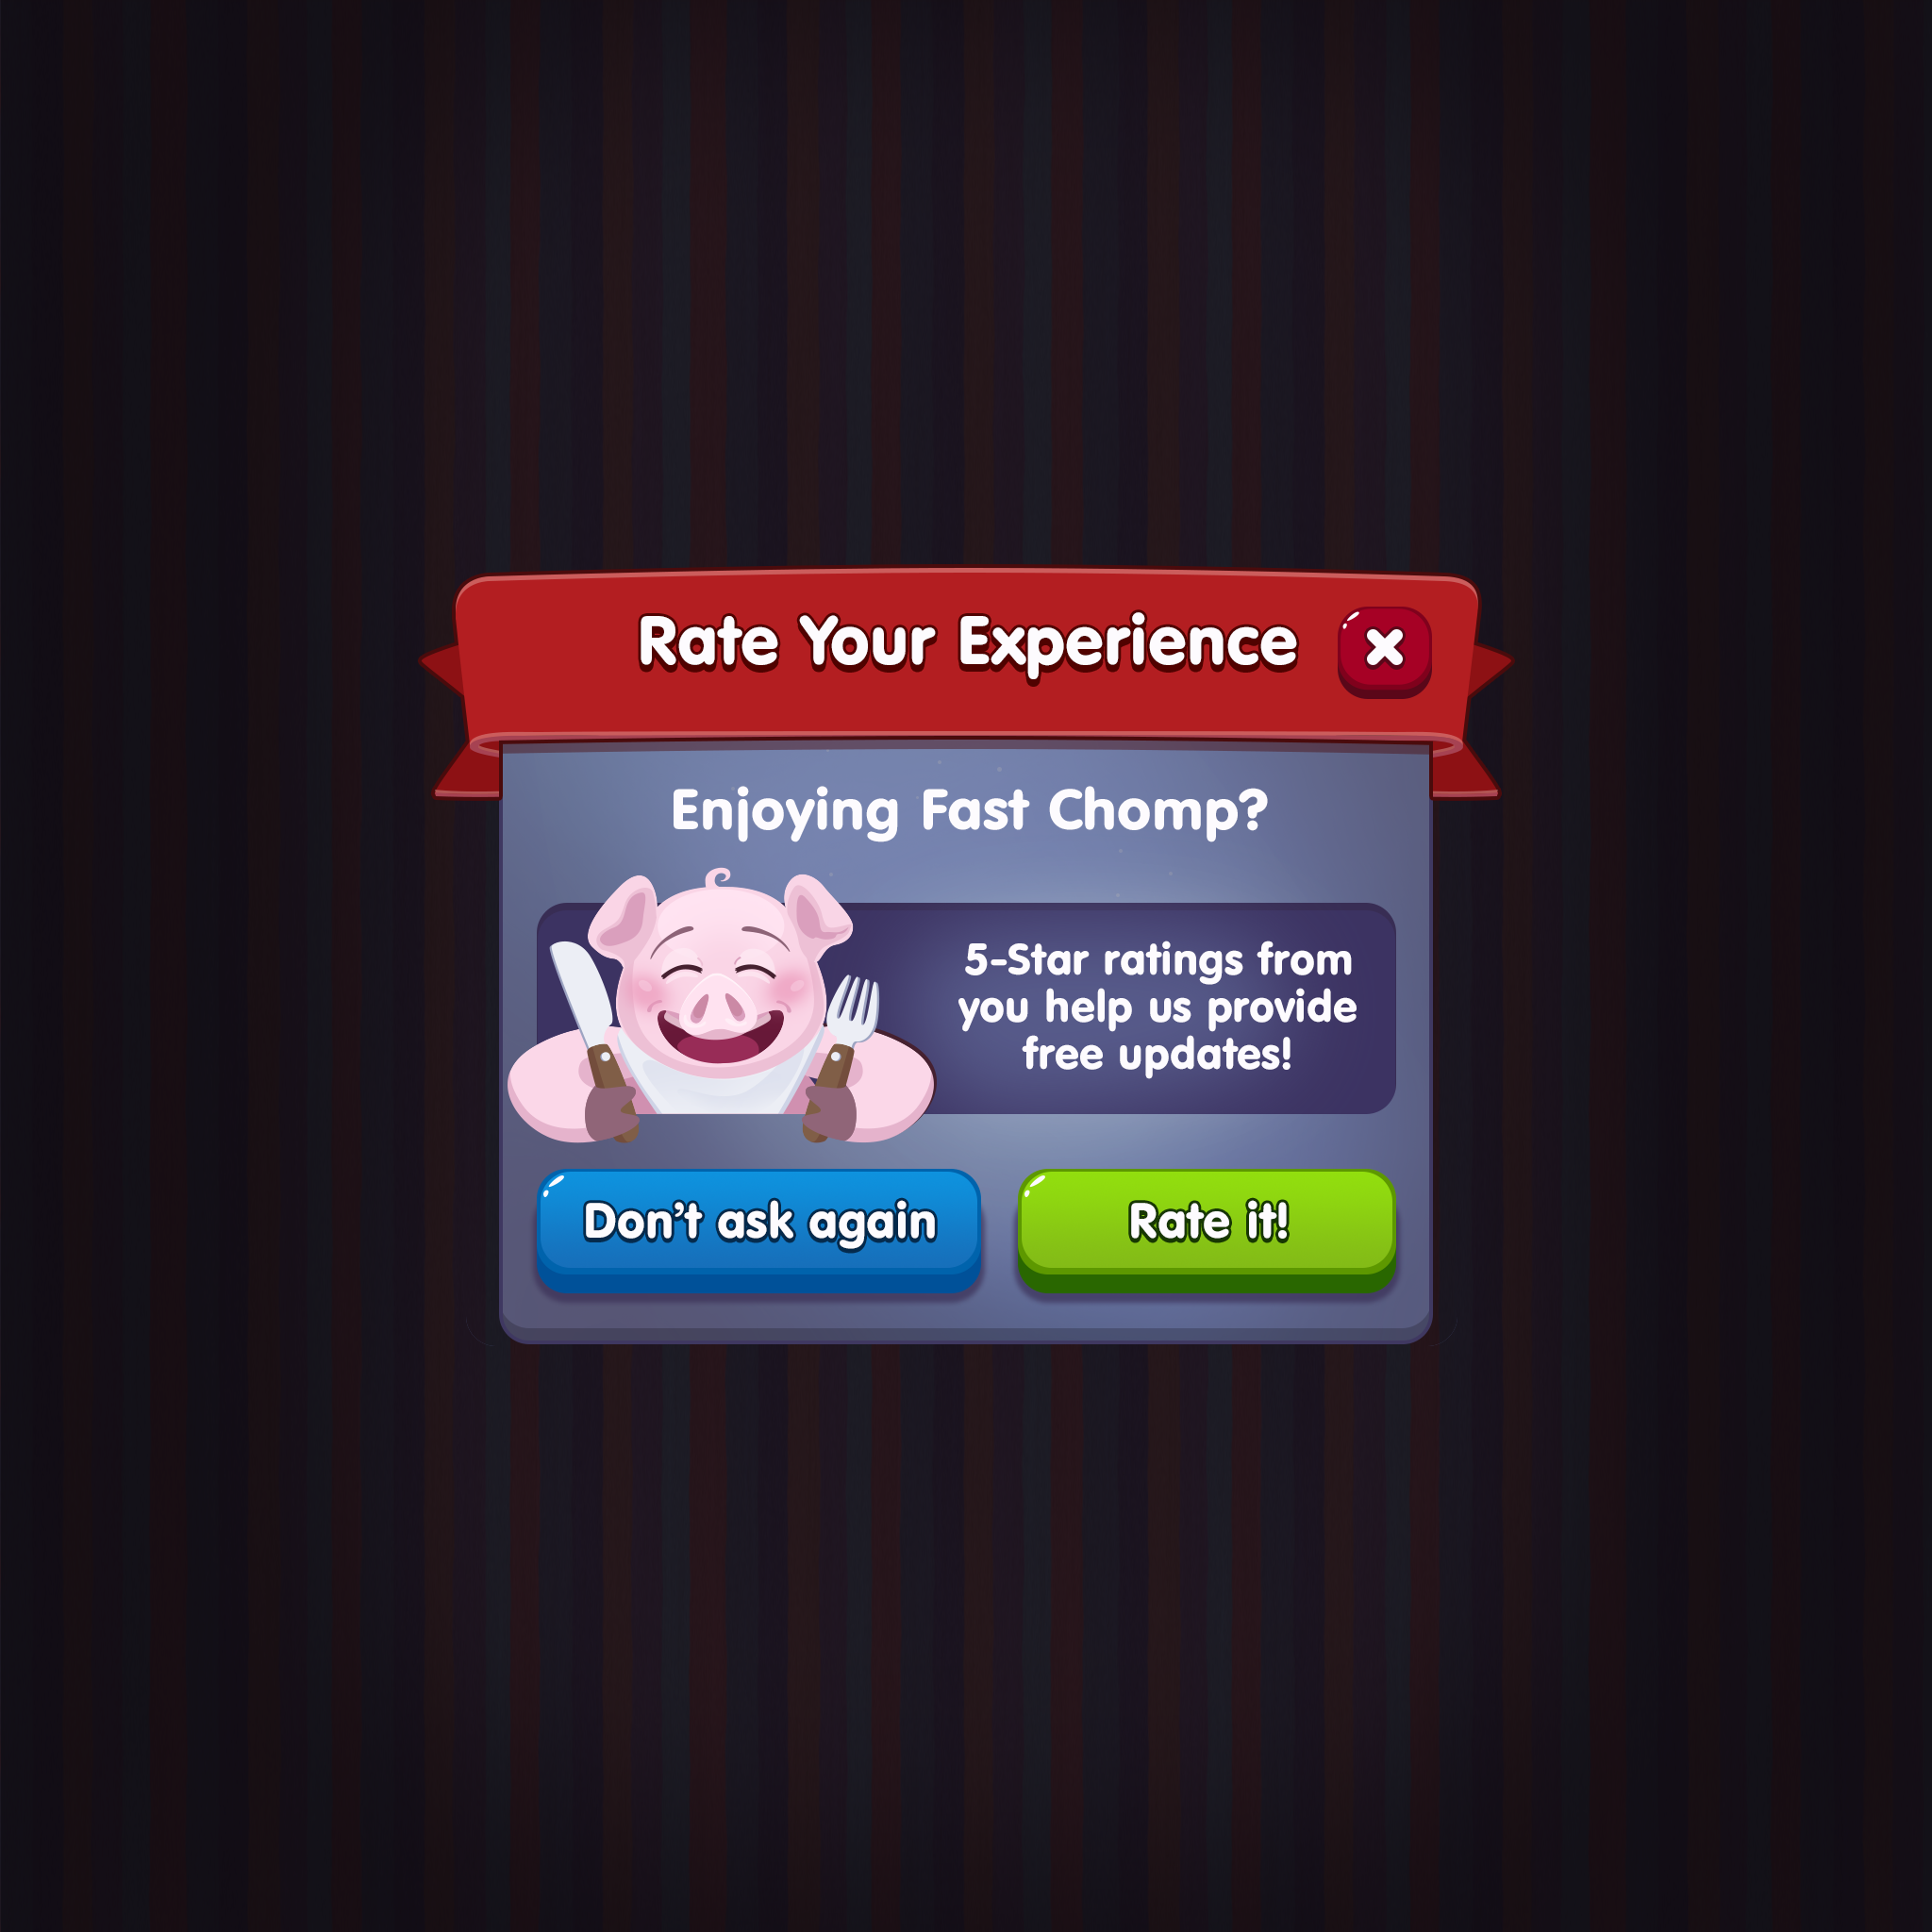 Rate Your Experience
Enjoying Fast Chomp?
5-Star ratings from
you help us provide
free updates!
Don't ask again
Rate it!